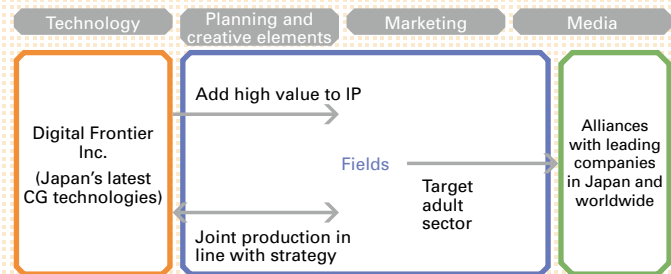 Technology
Planning and
creative elements
Marketing
Media
Digital Frontier
Inc.
(Japan's latest
CG technologies)
Add high value to IP
Joint production in
line with strategy
Fields
Target
adult
sector
Alliances
with leading
companies
in Japan and
worldwide